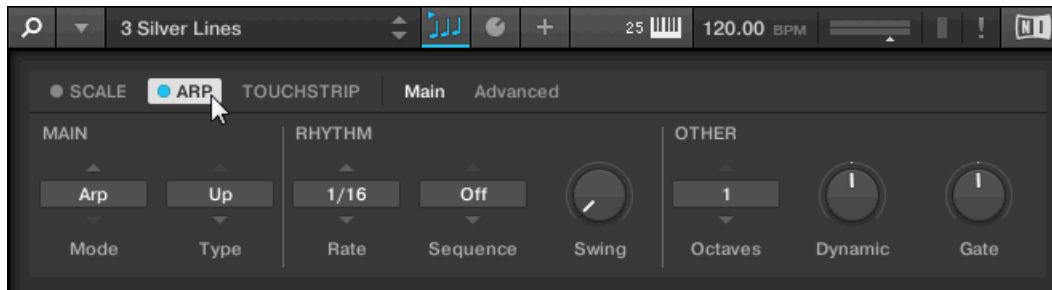 3 Silver Lines 25 120.00 BPM ! NI
SCALE ARP TOUCHSTRIP Main Advanced
MAIN RHYTHM OTHER
Arp Up 1/16 Off 1
Mode Type Rate Sequence Swing Octaves Dynamic Gate